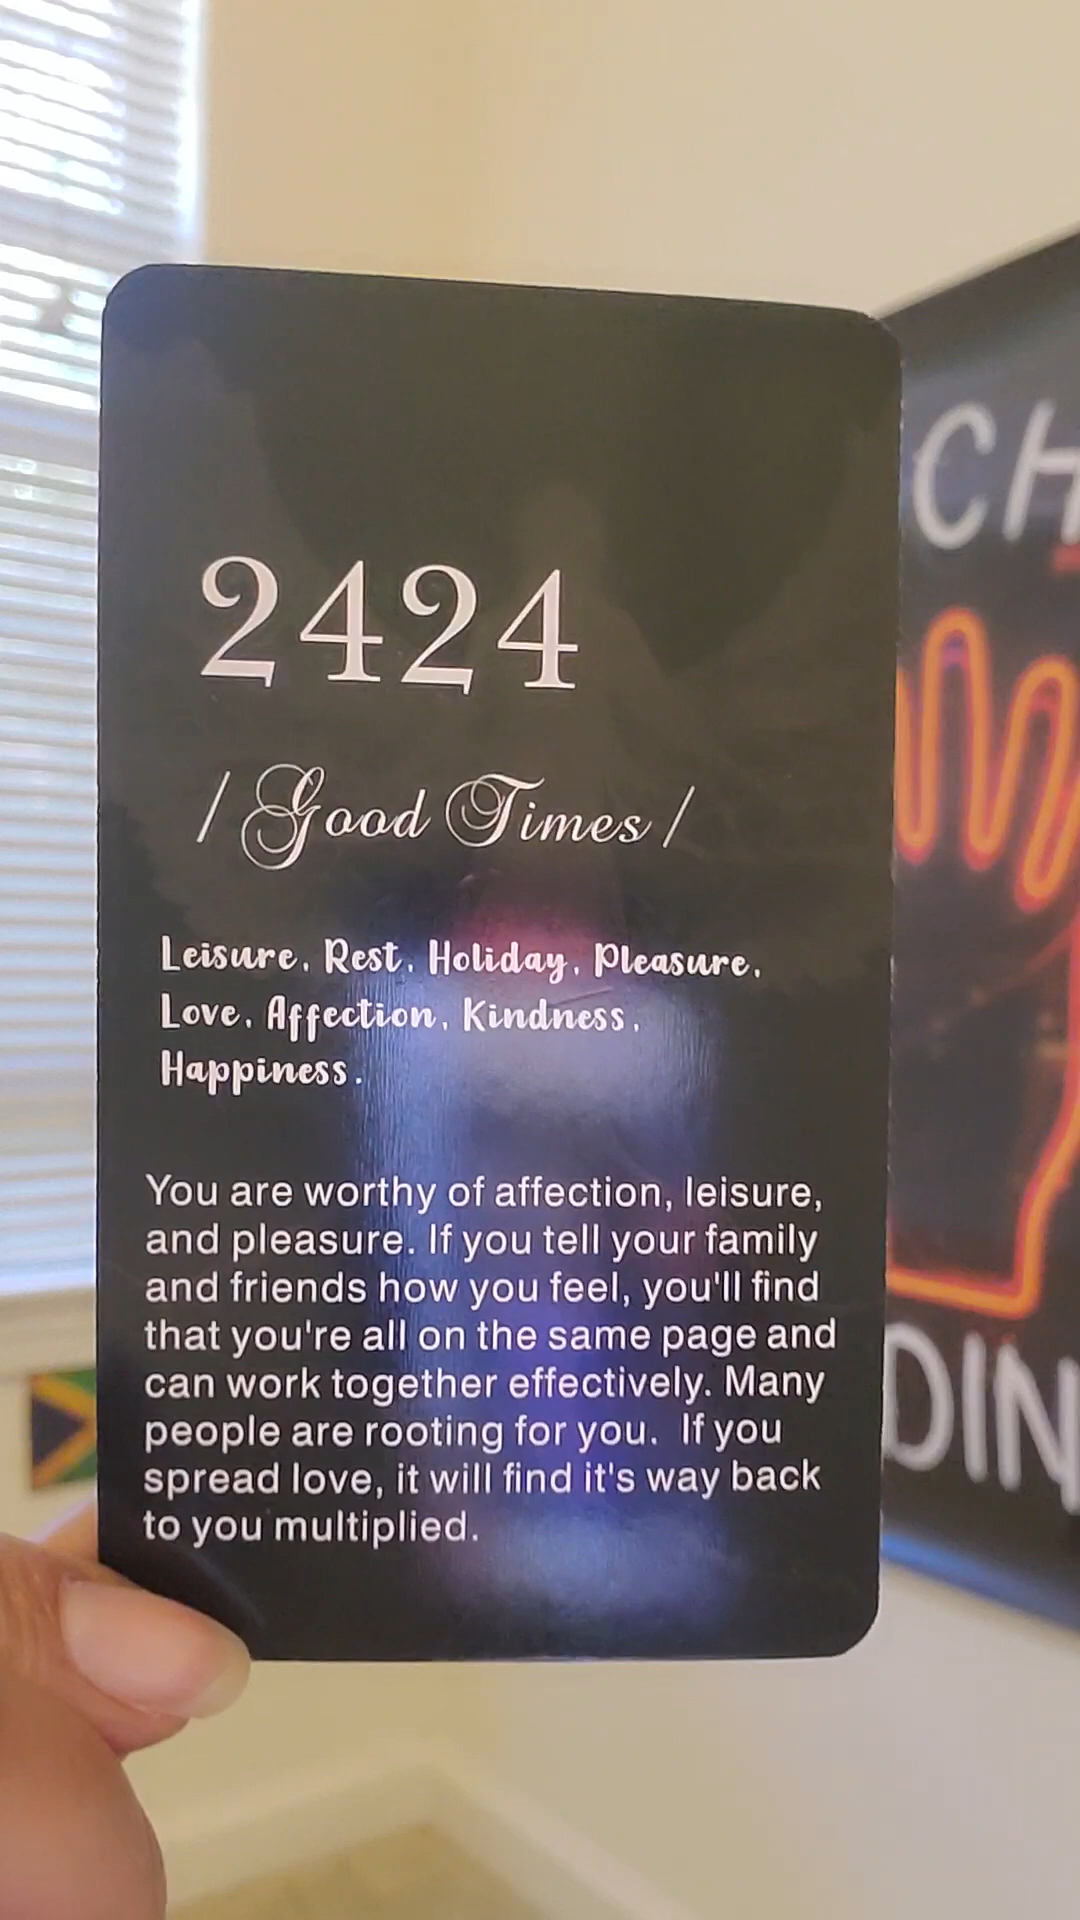 2424
/ Good Times /
Leisure. Rest. Holiday. Pleasure.
Love. Affection. Kindness.
Happiness.
You are worthy of affection, leisure,
and pleasure. If you tell your family
and friends how you feel, you'll find
that you're all on the same page and
can work together effectively. Many
people are rooting for you. If you
spread love, it will find it's way back
to you multiplied.
CH
DIN